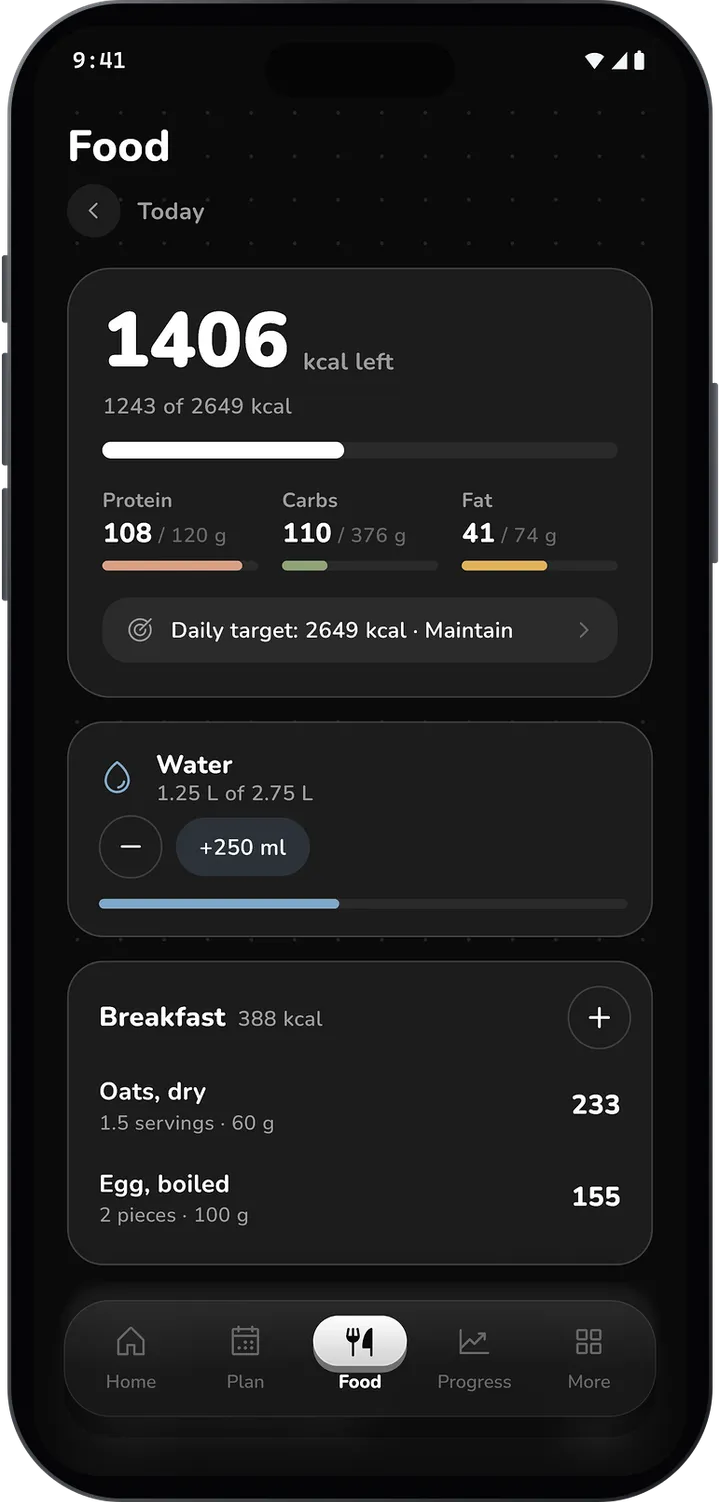 9:41
Food
Today
1406 kcal left
1243 of 2649 kcal
Protein Carbs Fat
108 / 120 g 110 / 376 g 41 / 74 g
Daily target: 2649 kcal · Maintain
Water
1.25 L of 2.75 L
+250 ml
Breakfast 388 kcal
Oats, dry
1.5 servings · 60 g
233
Egg, boiled
2 pieces · 100 g
155
Home Plan Food Progress More